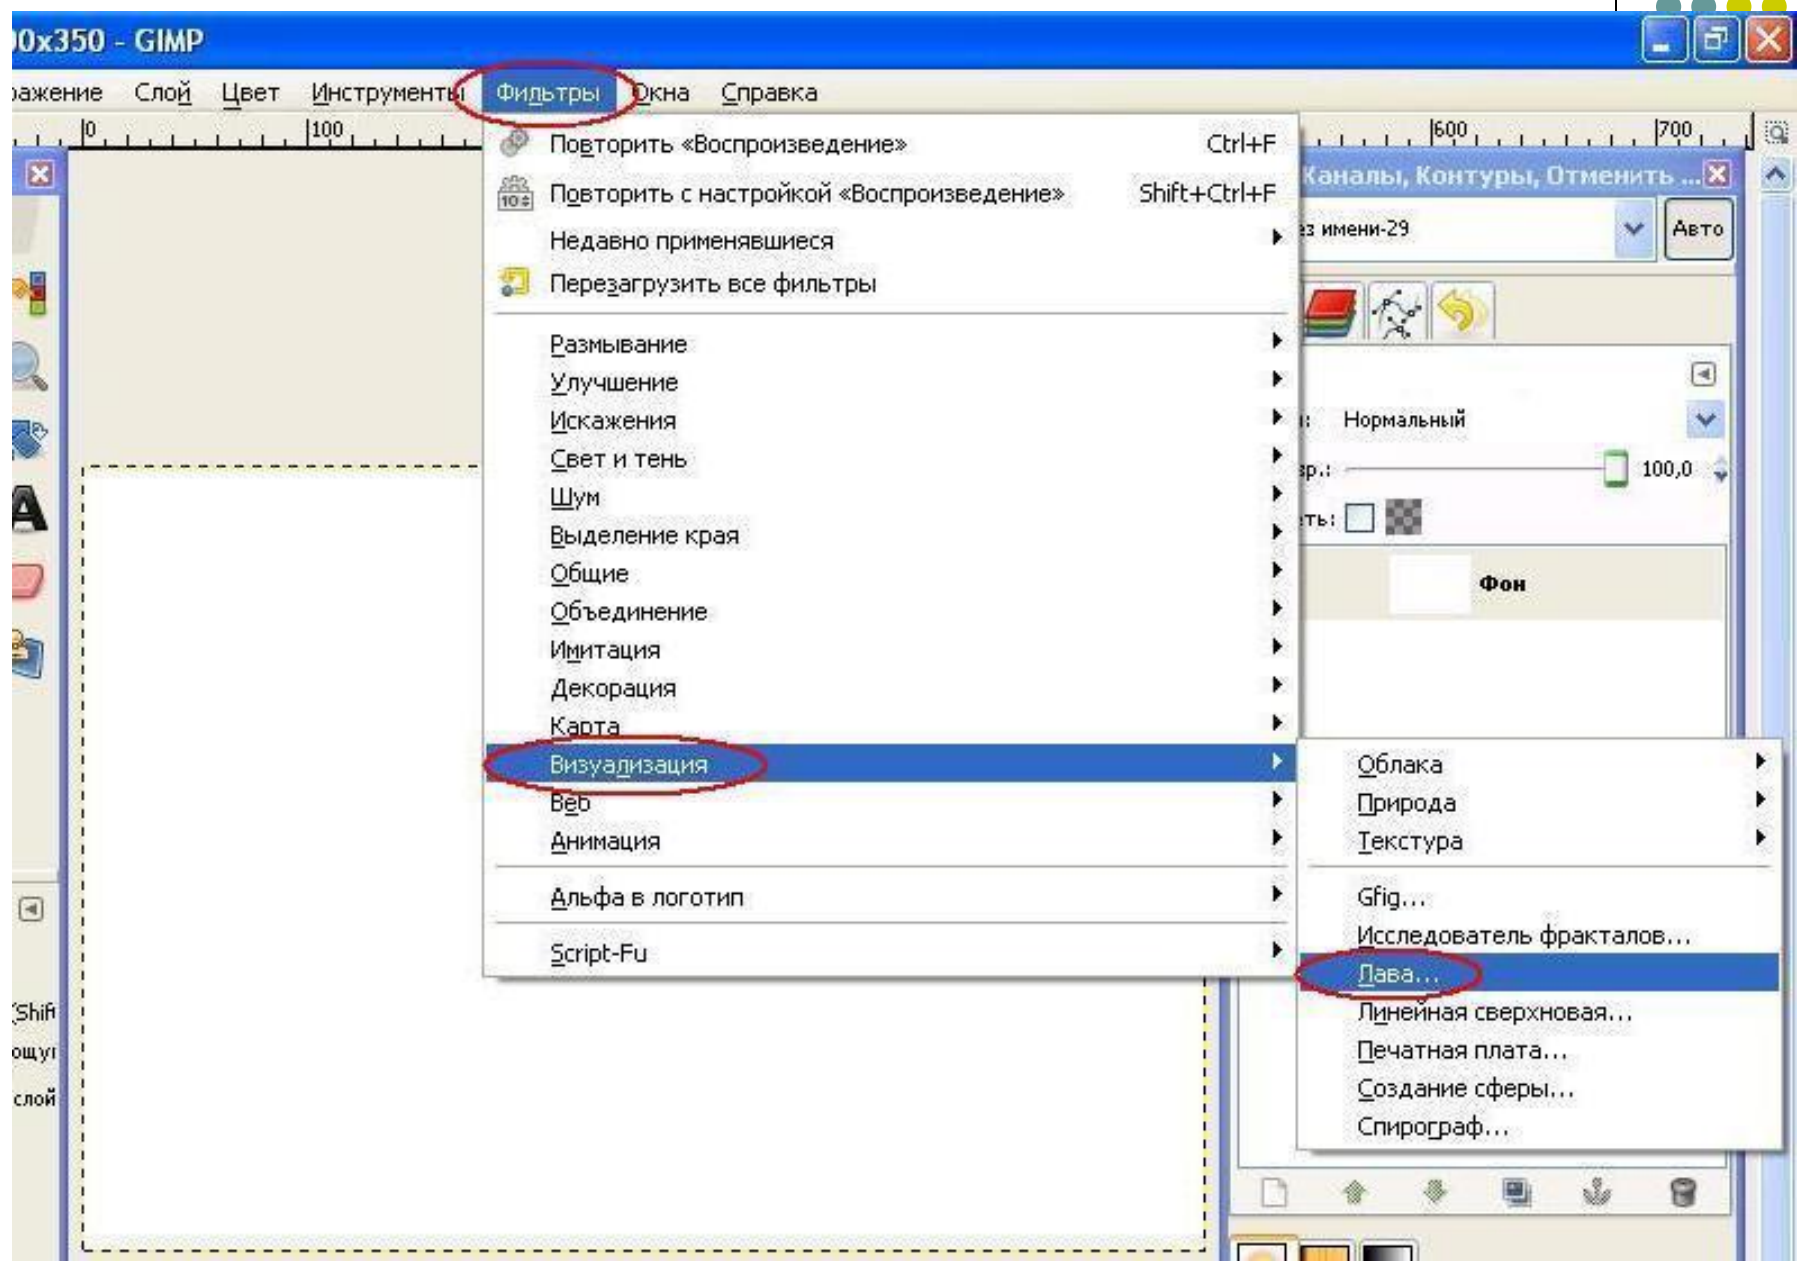 00x350 - GIMP
Слой Цвет Инструменты Фильтры Окна Справка
0 100 600 700
Повторить «Воспроизведение» Ctrl+F
Повторить с настройкой «Воспроизведение» Shift+Ctrl+F
Недавно применявшиеся
Перезагрузить все фильтры
Размывание
Улучшение
Искажения
Свет и тень
Шум
Выделение края
Общие
Объединение
Имитация
Декорация
Карта
Визуализация
Веб
Анимация
Альфа в логотип
Script-Fu
Облака
Природа
Текстура
Gfig...
Исследователь фракталов...
Лава...
Линейная сверхновая...
Печатная плата...
Создание сферы...
Спирограф...
Каналы, Контуры, Отменить ...
имени-29 Авто
Нормальный
100,0
Фон
(Shift
слой